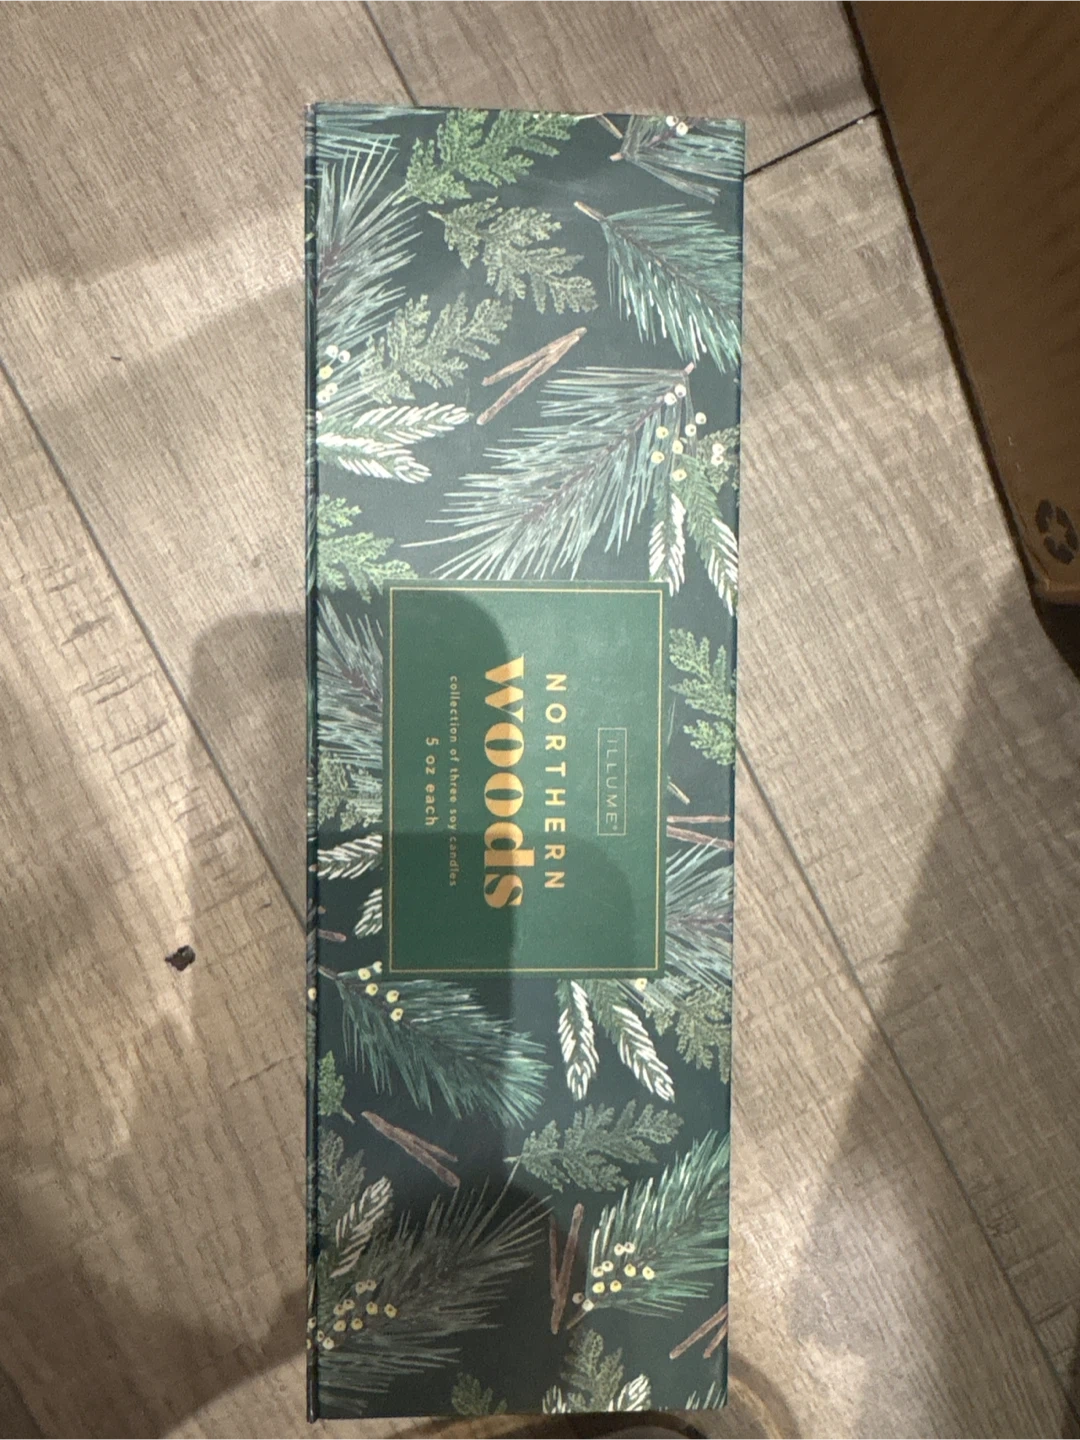 ILLUME®
NORTHERN
woods
collection of three soy candles
5 oz each